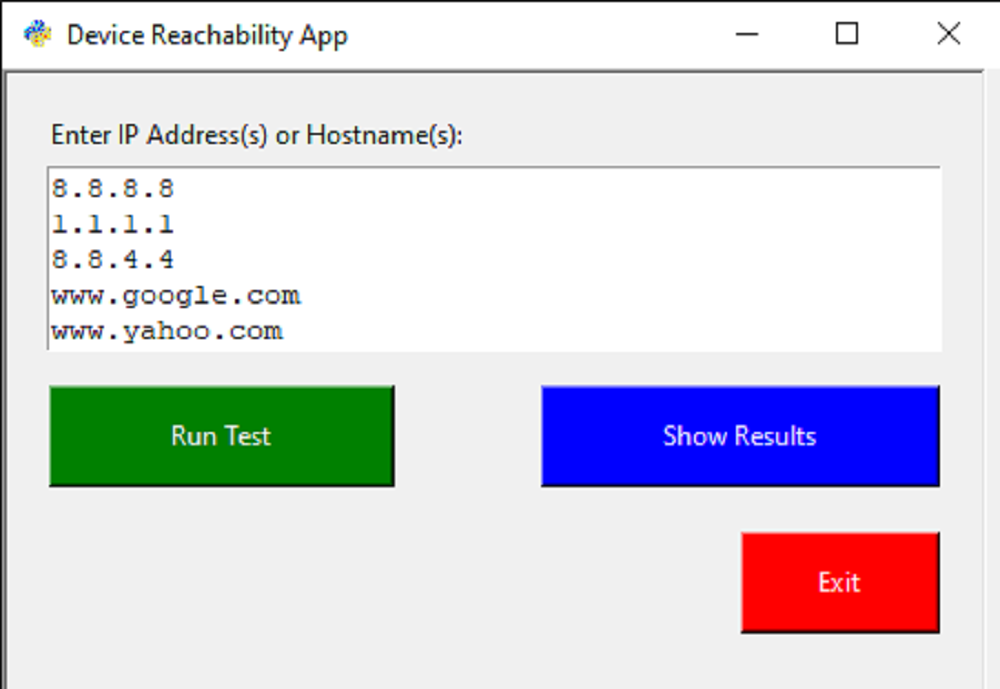 Device Reachability App
Enter IP Address(s) or Hostname(s):
8.8.8.8
1.1.1.1
8.8.4.4
www.google.com
www.yahoo.com
Run Test
Show Results
Exit